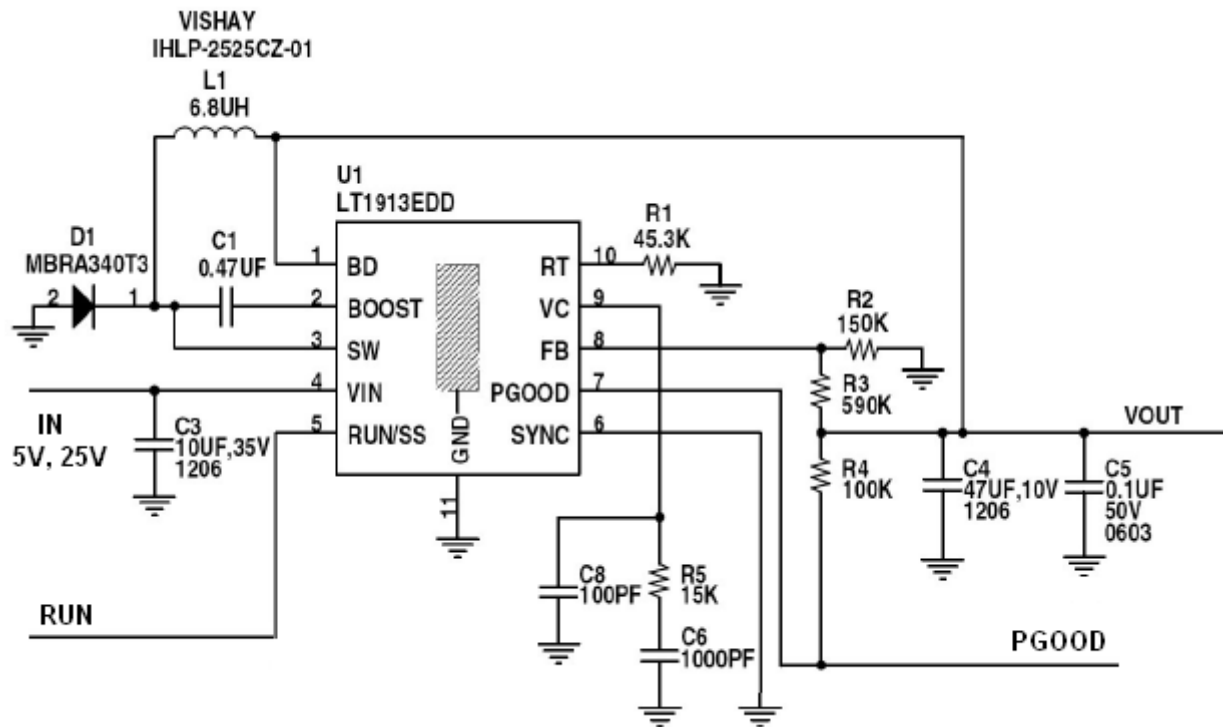 VISHAY
IHLP-2525CZ-01
L1
6.8UH
U1
LT1913EDD
D1
MBRA340T3
2
1
C1
0.47UF
1
BD
2
BOOST
3
SW
4
VIN
5
RUN/SS
GND
11
RT
10
VC
9
FB
8
PGOOD
7
SYNC
6
R1
45.3K
R2
150K
R3
590K
R4
100K
VOUT
C4
47UF,10V
1206
C5
0.1UF
50V
0603
IN
5V, 25V
C3
10UF,35V
1206
C8
100PF
R5
15K
C6
1000PF
RUN
PGOOD